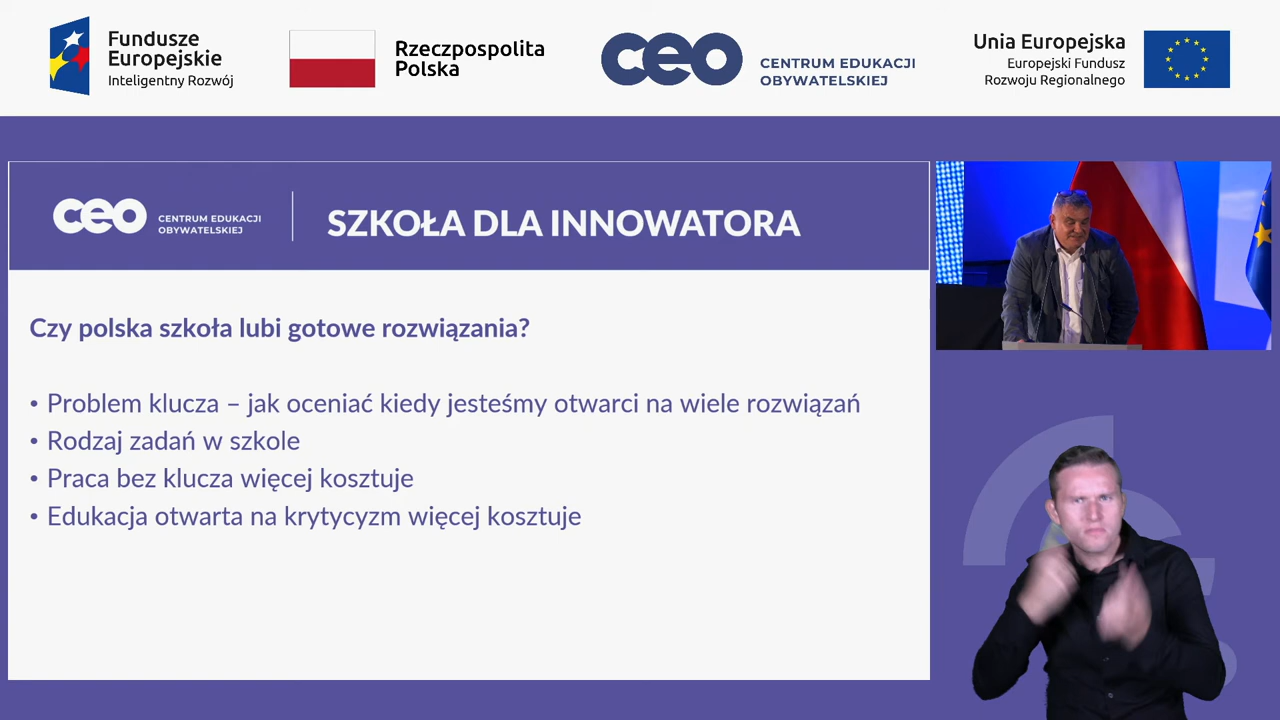 Fundusze
Europejskie
Inteligentny Rozwój
Rzeczpospolita
Polska
ceo
CENTRUM EDUKACJI
OBYWATELSKIEJ
Unia Europejska
Europejski Fundusz
Rozwoju Regionalnego
ceo
CENTRUM EDUKACJI
OBYWATELSKIEJ
SZKOŁA DLA INNOWATORA
Czy polska szkoła lubi gotowe rozwiązania?
• Problem klucza – jak oceniać kiedy jesteśmy otwarci na wiele rozwiązań
• Rodzaj zadań w szkole
• Praca bez klucza więcej kosztuje
• Edukacja otwarta na krytycyzm więcej kosztuje